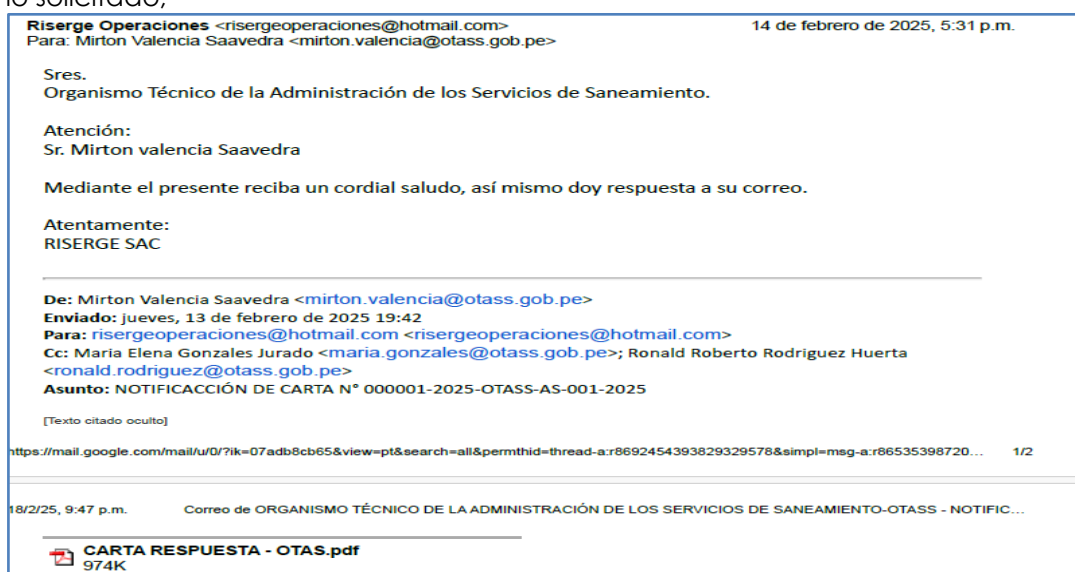 lo solicitado,
Riserge Operaciones <risergeoperaciones@hotmail.com> 14 de febrero de 2025, 5:31 p.m.
Para: Mirton Valencia Saavedra <mirton.valencia@otass.gob.pe>
Sres.
Organismo Técnico de la Administración de los Servicios de Saneamiento.
Atención:
Sr. Mirton valencia Saavedra
Mediante el presente reciba un cordial saludo, así mismo doy respuesta a su correo.
Atentamente:
RISERGE SAC
De: Mirton Valencia Saavedra <mirton.valencia@otass.gob.pe>
Enviado: jueves, 13 de febrero de 2025 19:42
Para: risergeoperaciones@hotmail.com <risergeoperaciones@hotmail.com>
Cc: Maria Elena Gonzales Jurado <maria.gonzales@otass.gob.pe>; Ronald Roberto Rodriguez Huerta
<ronald.rodriguez@otass.gob.pe>
Asunto: NOTIFICACCIÓN DE CARTA N° 000001-2025-OTASS-AS-001-2025
[Texto citado oculto]
https://mail.google.com/mail/u/0/?ik=07adb8cb65&view=pt&search=all&permthid=thread-a:r8692454393829329578&simpl=msg-a:r86535398720... 1/2
18/2/25, 9:47 p.m. Correo de ORGANISMO TÉCNICO DE LA ADMINISTRACIÓN DE LOS SERVICIOS DE SANEAMIENTO-OTASS - NOTIFIC...
CARTA RESPUESTA - OTAS.pdf
974K